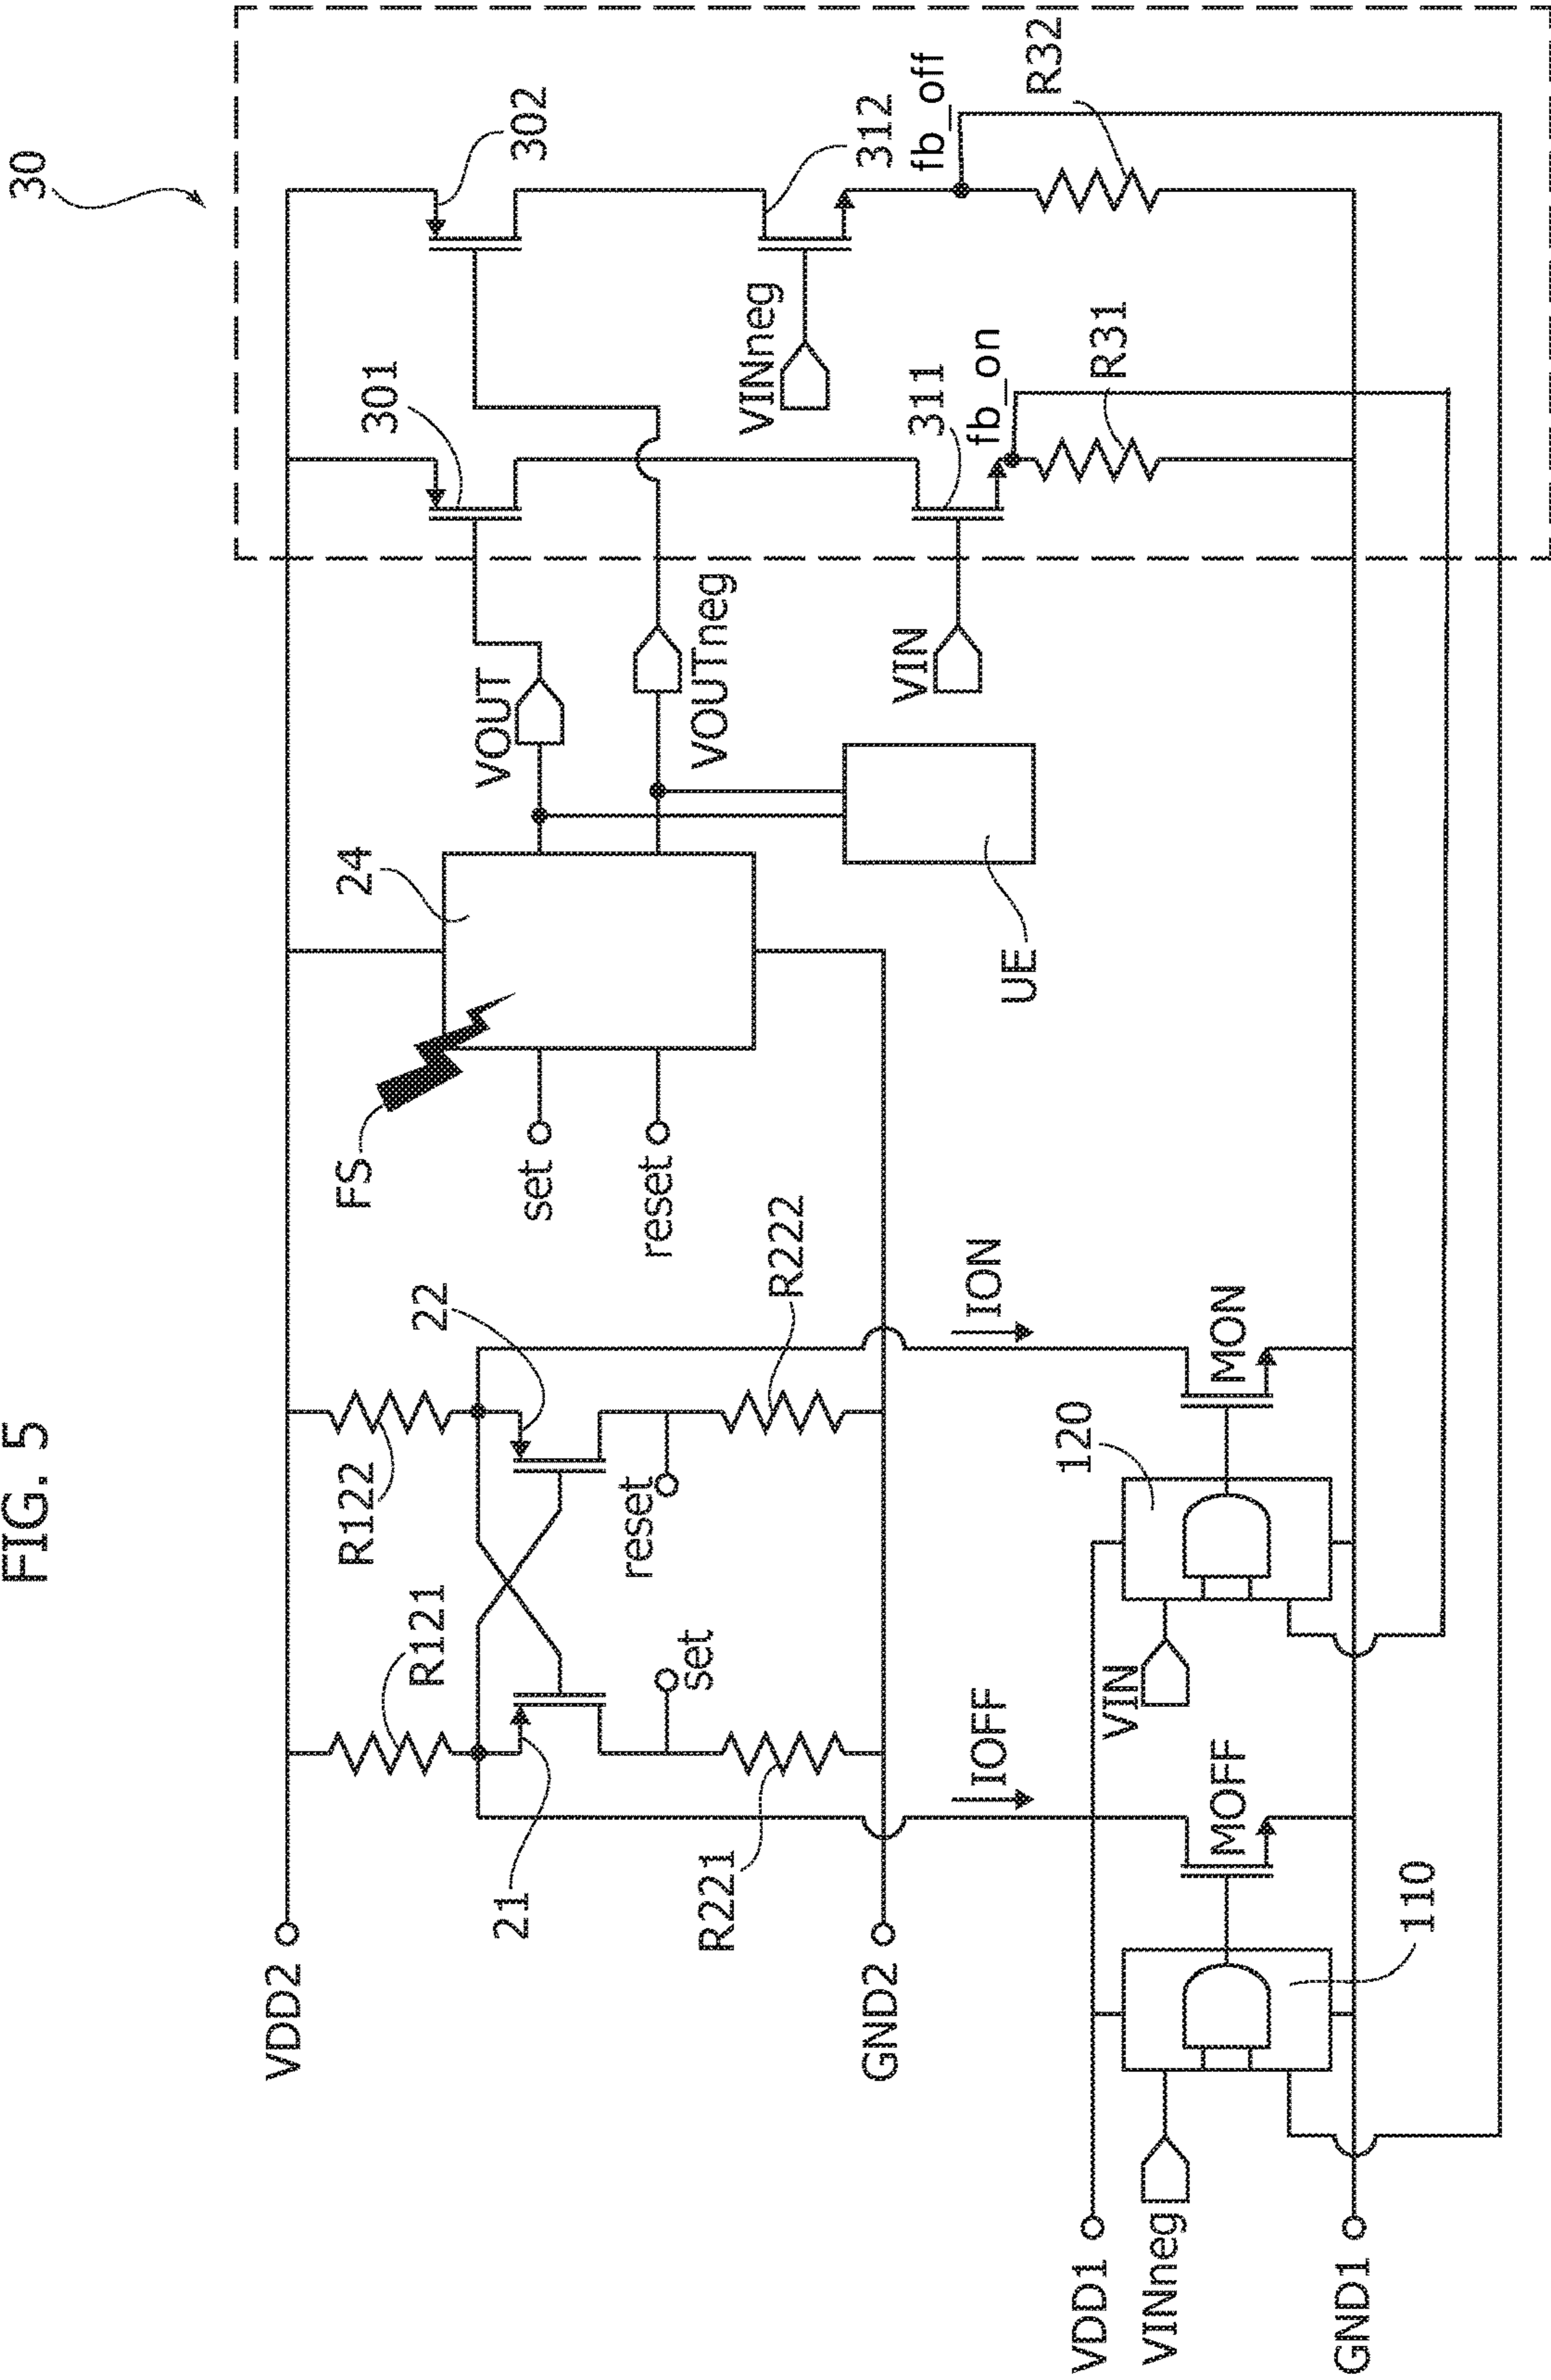 FIG. 5
30
VDD2
R121
R122
21
22
set
reset
R221
R222
GND2
FS
24
set
reset
VOUT
VOUTneg
UE
301
302
VIN
311
VINneg
312
fb_on
fb_off
R31
R32
IOFF
ION
VDD1
VINneg
GND1
110
MOFF
VIN
120
MON